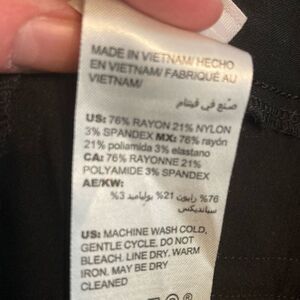 MADE IN VIETNAM/ HECHO
EN VIETNAM/ FABRIQUÉ AU
VIETNAM/
صنع في فيتنام
US: 76% RAYON 21% NYLON
3% SPANDEX MX: 76% rayón
21% poliamida 3% elastano
CA: 76% RAYONNE 21%
POLYAMIDE 3% SPANDEX
AE/KW:
76% رايون 21% بولياميد 3%
سباندیکس
US: MACHINE WASH COLD,
GENTLE CYCLE. DO NOT
BLEACH. LINE DRY. WARM
IRON. MAY BE DRY
CLEANED